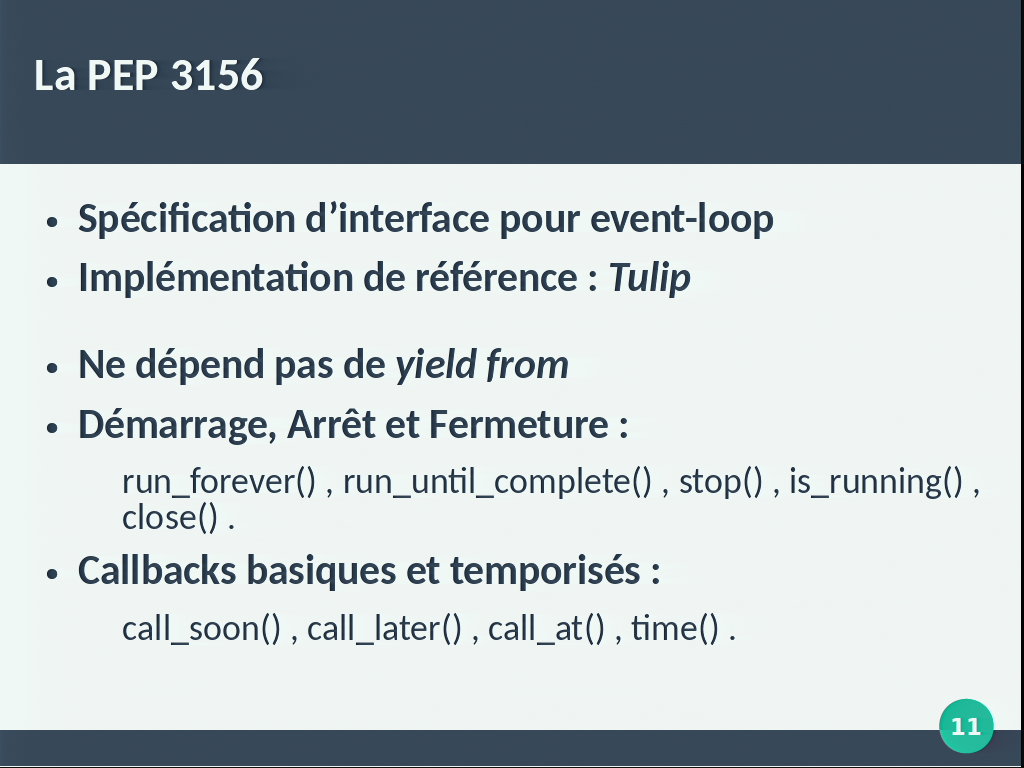 La PEP 3156
• Spécification d’interface pour event-loop
• Implémentation de référence : Tulip
• Ne dépend pas de yield from
• Démarrage, Arrêt et Fermeture :
run_forever() , run_until_complete() , stop() , is_running() ,
close() .
• Callbacks basiques et temporisés :
call_soon() , call_later() , call_at() , time() .
11